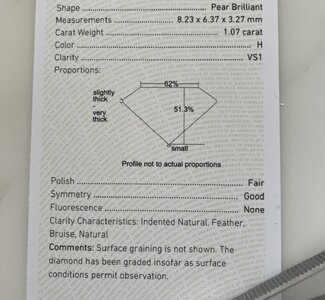 Shape ........ Pear Brilliant
Measurements ........ 8.23 x 6.37 x 3.27 mm
Carat Weight ........ 1.07 carat
Color ........ H
Clarity ........ VS1
Proportions:
62%
slightly
thick
-
very
thick
51.3%
small
Profile not to actual proportions
Polish ........ Fair
Symmetry ........ Good
Fluorescence ........ None
Clarity Characteristics: Indented Natural, Feather,
Bruise, Natural
Comments: Surface graining is not shown. The
diamond has been graded insofar as surface
conditions permit observation.